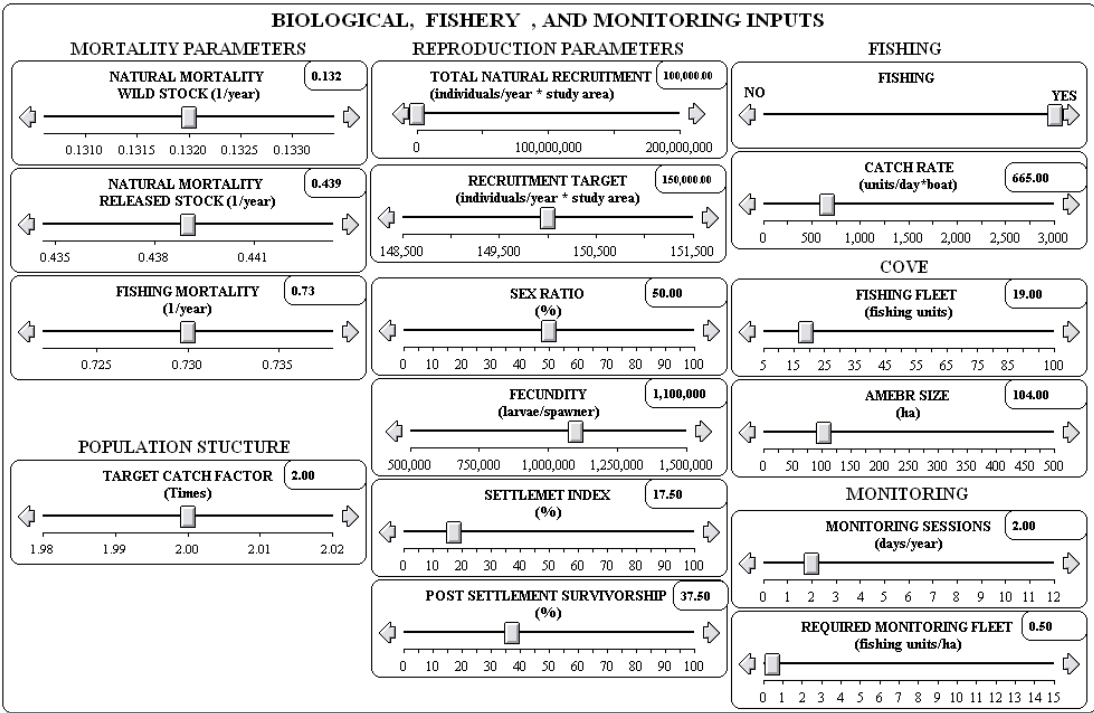 BIOLOGICAL, FISHERY , AND MONITORING INPUTS
MORTALITY PARAMETERS
NATURAL MORTALITY
WILD STOCK (1/year)
0.132
0.1310 0.1315 0.1320 0.1325 0.1330
NATURAL MORTALITY
RELEASED STOCK (1/year)
0.439
0.435 0.438 0.441
FISHING MORTALITY
(1/year)
0.73
0.725 0.730 0.735
POPULATION STUCTURE
TARGET CATCH FACTOR
(Times)
2.00
1.98 1.99 2.00 2.01 2.02
REPRODUCTION PARAMETERS
TOTAL NATURAL RECRUITMENT
(individuals/year * study area)
100,000.00
0 100,000,000 200,000,000
RECRUITMENT TARGET
(individuals/year * study area)
150,000.00
148,500 149,500 150,500 151,500
SEX RATIO
(%)
50.00
0 5 10 20 30 35 40 45 50 55 60 65 70 80 85 90 95 100
FECUNDITY
(larvae/spawner)
1,100,000
500,000 750,000 1,000,000 1,250,000 1,500,000
SETTLEMET INDEX
(%)
17.50
0 10 20 30 40 50 60 70 80 90 100
POST SETTLEMENT SURVIVORSHIP
(%)
37.50
0 10 20 30 40 50 60 70 80 90 100
FISHING
FISHING
NO YES
CATCH RATE
(units/day*boat)
665.00
0 500 1,000 1,500 2,000 2,500 3,000
COVE
FISHING FLEET
(fishing units)
19.00
5 15 25 35 45 55 65 75 85 100
AMEBR SIZE
(ha)
104.00
0 50 75 100 150 200 250 300 350 400 450 500
MONITORING
MONITORING SESSIONS
(days/year)
2.00
0 1 2 3 4 5 6 7 8 9 10 11 12
REQUIRED MONITORING FLEET
(fishing units/ha)
0.50
0 1 2 3 4 5 6 7 8 9 10 11 12 13 14 15